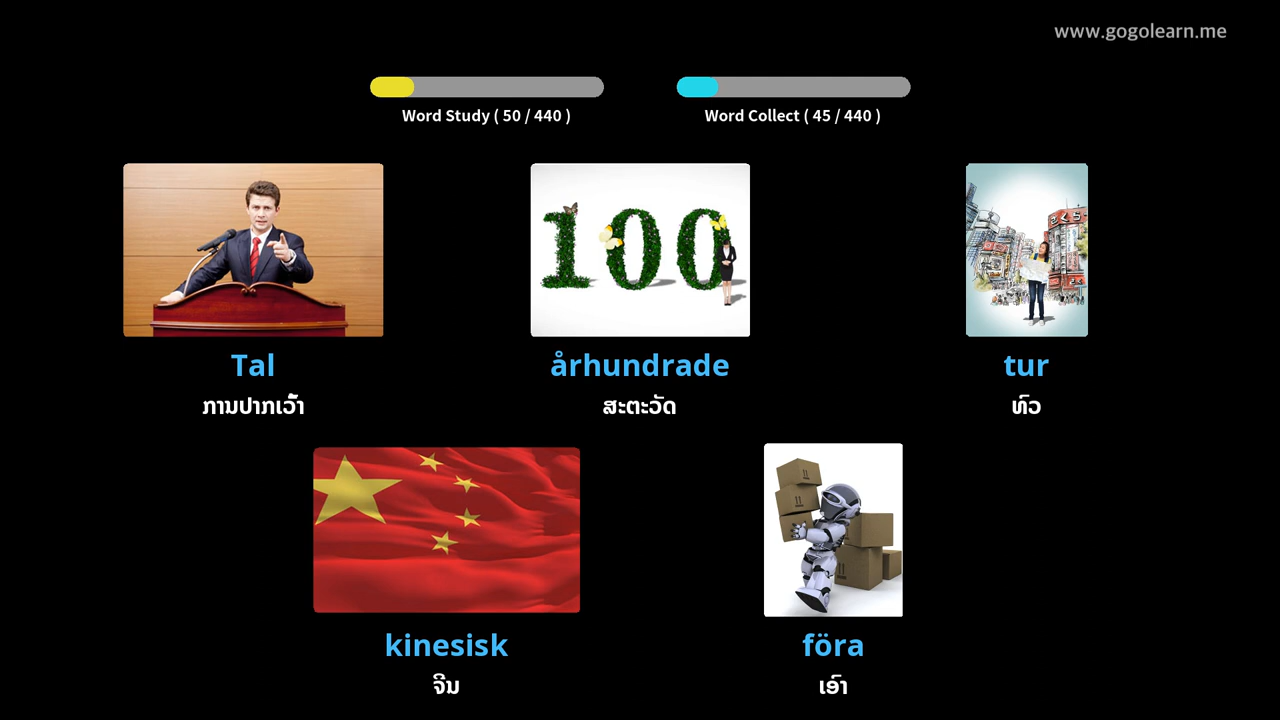 www.gogolearn.me
Word Study ( 50 / 440 )
Word Collect ( 45 / 440 )
Tal
århundrade
tur
ການປາກເວົ້າ
ສະຕະວັດ
ທົວ
kinesisk
föra
ຈີນ
ເອົາ